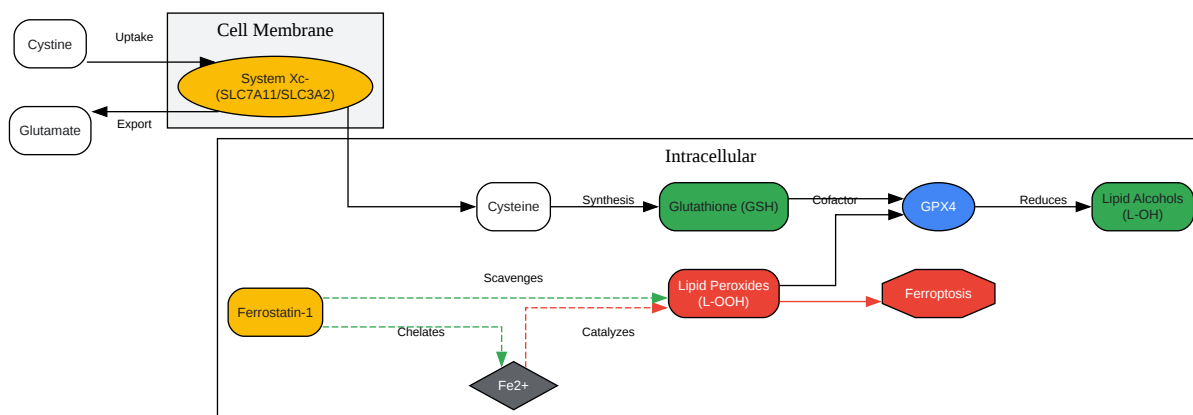 Cell Membrane
Cystine
Uptake
System Xc-
(SLC7A11/SLC3A2)
Glutamate
Export
Intracellular
Cysteine
Synthesis
Glutathione (GSH)
Cofactor
GPX4
Reduces
Lipid Alcohols
(L-OH)
Ferrostatin-1
Scavenges
Chelates
Fe2+
Catalyzes
Lipid Peroxides
(L-OOH)
Ferroptosis